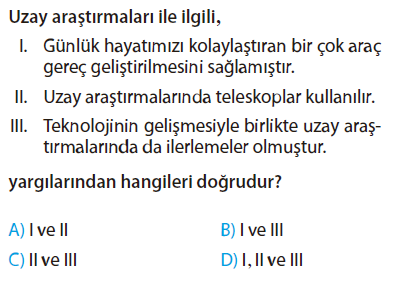 Uzay araştırmaları ile ilgili,
I. Günlük hayatımızı kolaylaştıran bir çok araç
gereç geliştirilmesini sağlamıştır.
II. Uzay araştırmalarında teleskoplar kullanılır.
III. Teknolojinin gelişmesiyle birlikte uzay araş-
tırmalarında da ilerlemeler olmuştur.
yargılarından hangileri doğrudur?
A) I ve II B) I ve III
C) II ve III D) I, II ve III